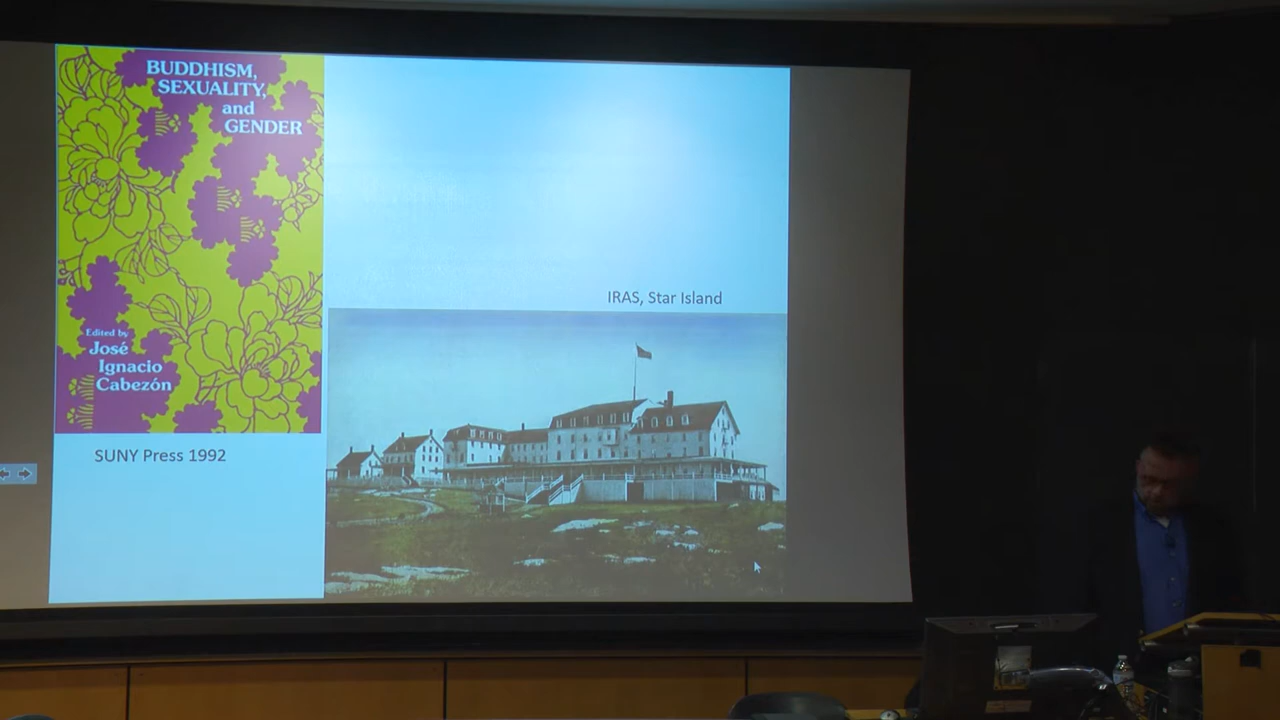 BUDDHISM,
SEXUALITY,
and
GENDER
Edited by
José
Ignacio
Cabezón
SUNY Press 1992
IRAS, Star Island